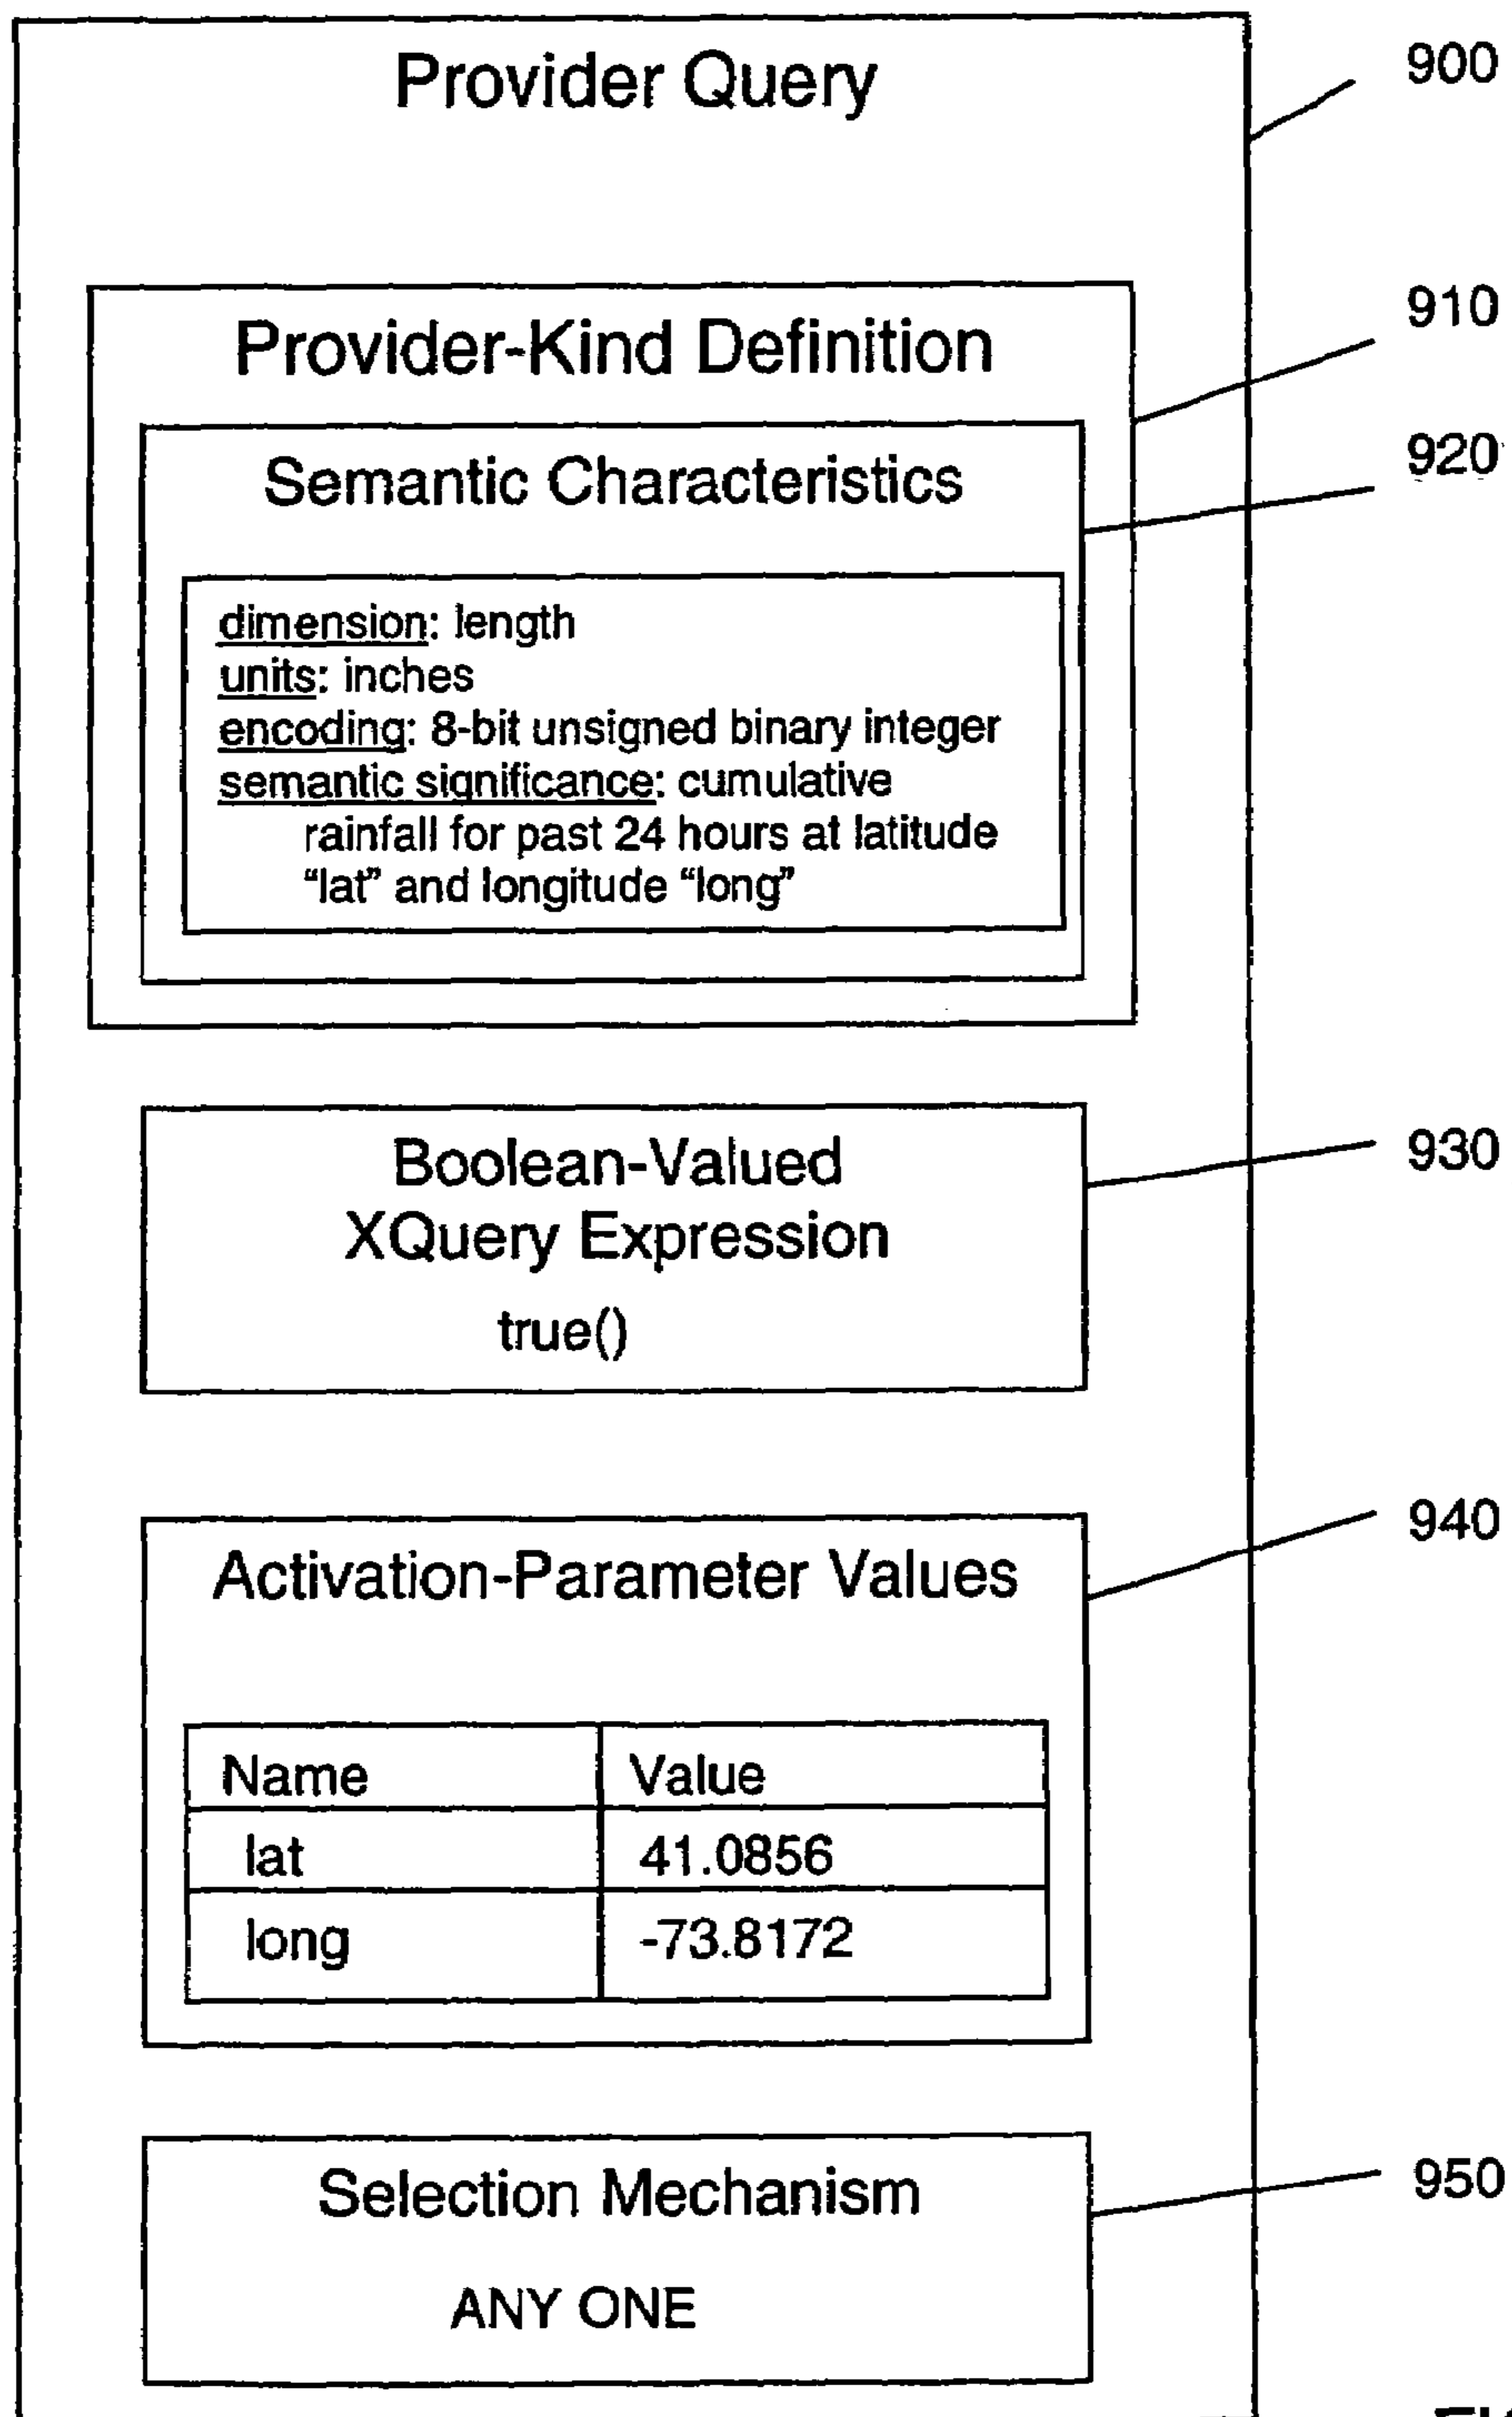 Provider Query
900
910
Provider-Kind Definition
920
Semantic Characteristics
dimension: length
units: inches
encoding: 8-bit unsigned binary integer
semantic significance: cumulative
rainfall for past 24 hours at latitude
“lat” and longitude “long”
930
Boolean-Valued
XQuery Expression
true()
940
Activation-Parameter Values
Name Value
lat 41.0856
long -73.8172
950
Selection Mechanism
ANY ONE